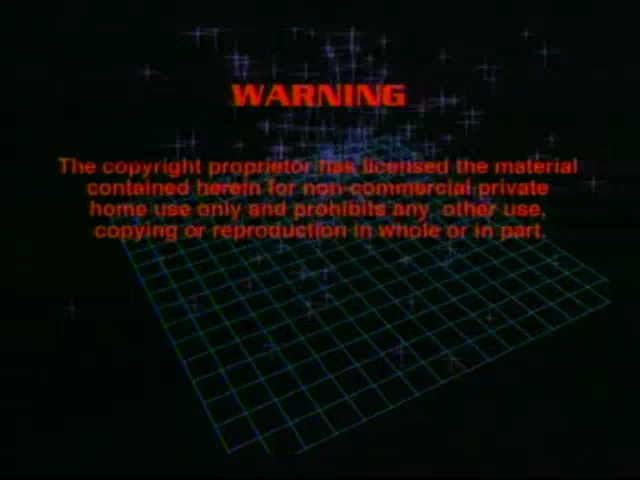 WARNING
The copyright proprietor has licensed the material
contained herein for non-commercial private
home use only and prohibits any other use,
copying or reproduction in whole or in part.